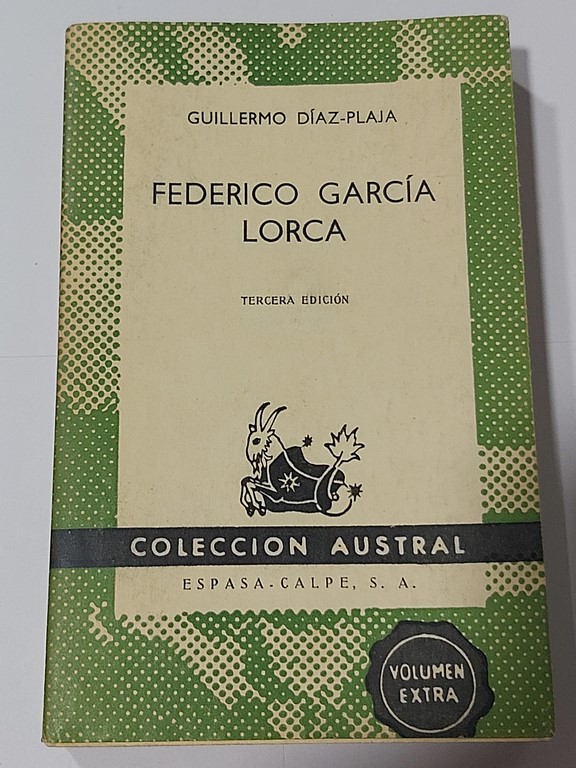 GUILLERMO DÍAZ-PLAJA
FEDERICO GARCÍA
LORCA
TERCERA EDICIÓN
COLECCION AUSTRAL
ESPASA-CALPE, S. A.
VOLUMEN
EXTRA